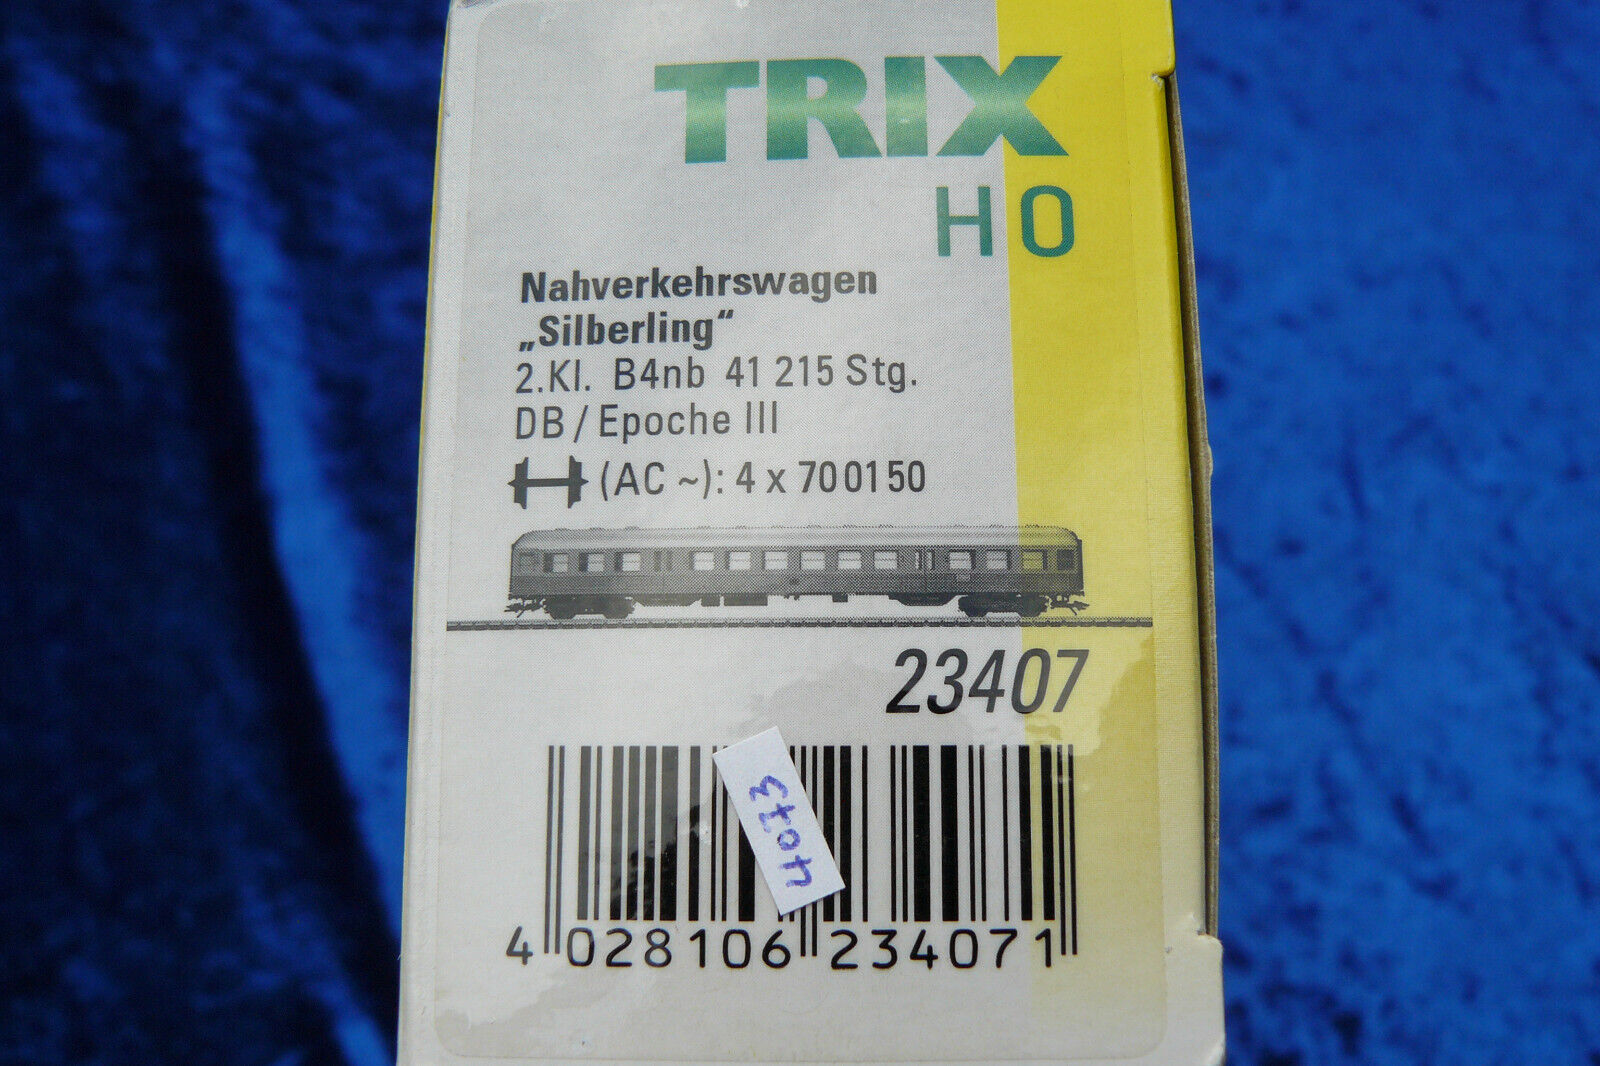 TRIX
H0
Nahverkehrswagen
„Silberling“
2.Kl. B4nb 41 215 Stg.
DB / Epoche III
(AC ~): 4 x 700150
23407
4073
4 028106 234071